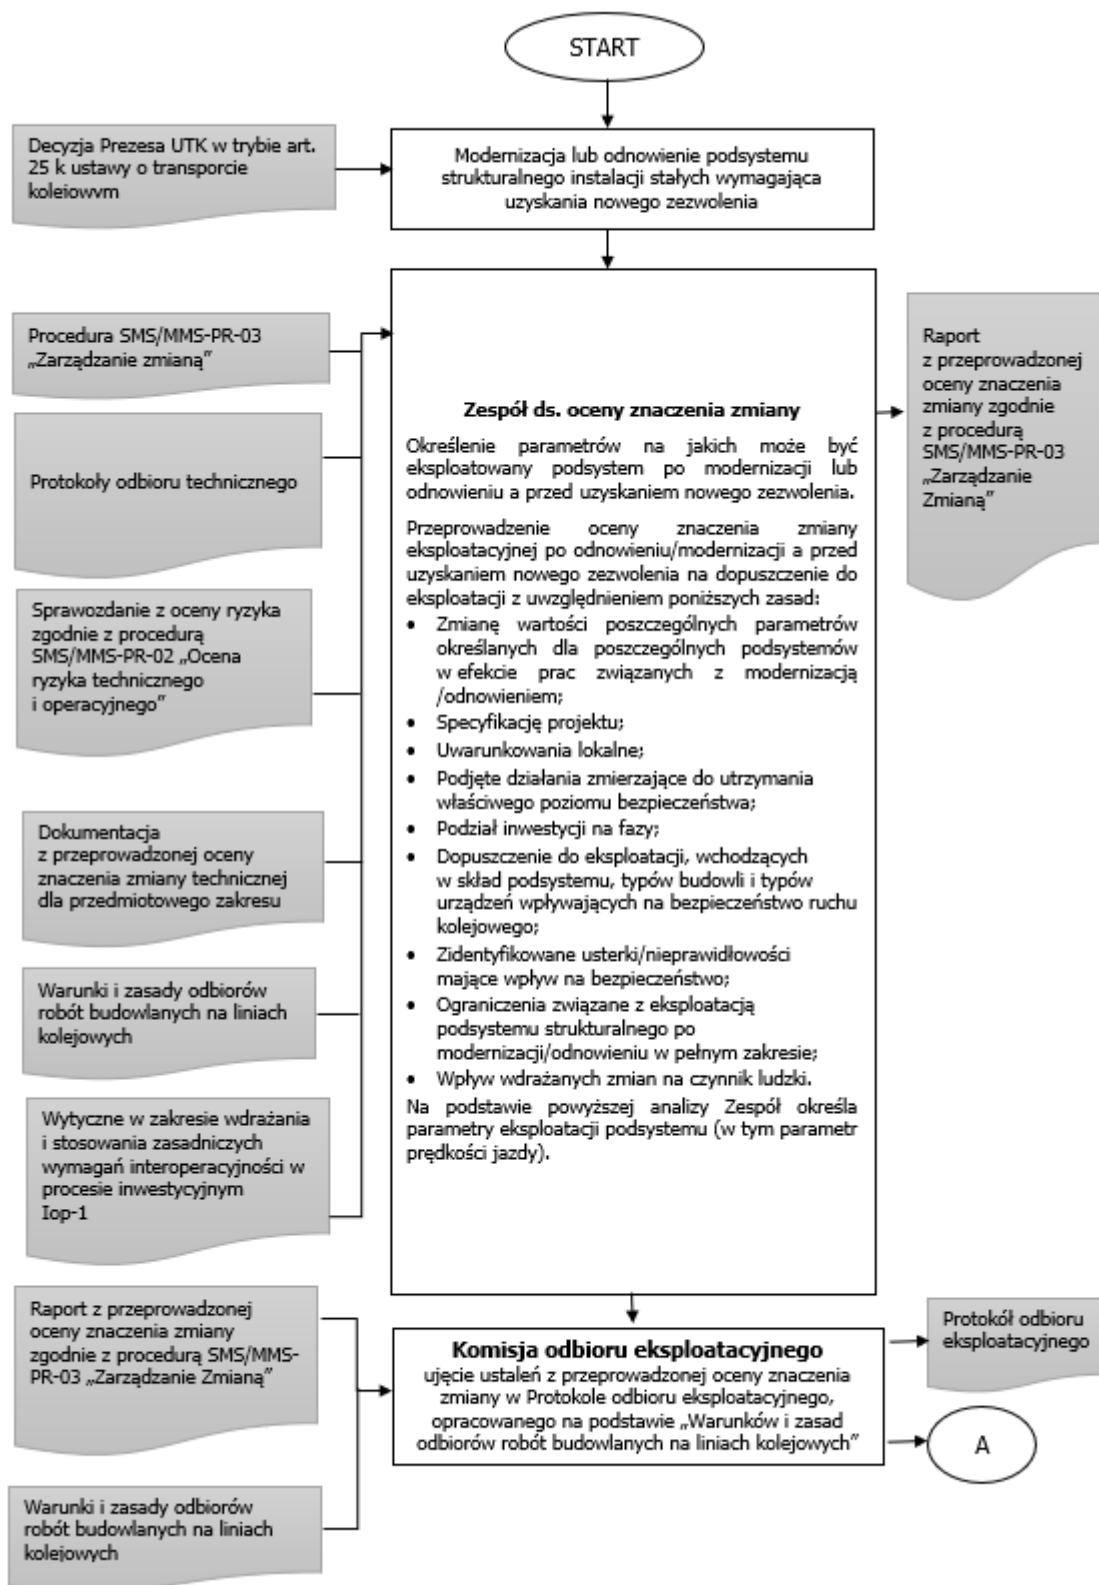 START
Decyzja Prezesa UTK w trybie art.
25 k ustawy o transporcie
kolejowym
Modernizacja lub odnowienie podsystemu
strukturalnego instalacji stałych wymagająca
uzyskania nowego zezwolenia
Procedura SMS/MMS-PR-03
„Zarządzanie zmianą”
Protokoły odbioru technicznego
Sprawozdanie z oceny ryzyka
zgodnie z procedurą
SMS/MMS-PR-02 „Ocena
ryzyka technicznego
i operacyjnego”
Dokumentacja
z przeprowadzonej oceny
znaczenia zmiany technicznej
dla przedmiotowego zakresu
Warunki i zasady odbiorów
robót budowlanych na liniach
kolejowych
Wytyczne w zakresie wdrażania
i stosowania zasadniczych
wymagań interoperacyjności w
procesie inwestycyjnym
Iop-1
Zespół ds. oceny znaczenia zmiany
Określenie parametrów na jakich może być
eksploatowany podsystem po modernizacji lub
odnowieniu a przed uzyskaniem nowego zezwolenia.
Przeprowadzenie oceny znaczenia zmiany
eksploatacyjnej po odnowieniu/modernizacji a przed
uzyskaniem nowego zezwolenia na dopuszczenie do
eksploatacji z uwzględnieniem poniższych zasad:
• Zmianę wartości poszczególnych parametrów
określanych dla poszczególnych podsystemów
w efekcie prac związanych z modernizacją
/odnowieniem;
• Specyfikację projektu;
• Uwarunkowania lokalne;
• Podjęte działania zmierzające do utrzymania
właściwego poziomu bezpieczeństwa;
• Podział inwestycji na fazy;
• Dopuszczenie do eksploatacji, wchodzących
w skład podsystemu, typów budowli i typów
urządzeń wpływających na bezpieczeństwo ruchu
kolejowego;
• Zidentyfikowane usterki/nieprawidłowości
mające wpływ na bezpieczeństwo;
• Ograniczenia związane z eksploatacją
podsystemu strukturalnego po
modernizacji/odnowieniu w pełnym zakresie;
• Wpływ wdrażanych zmian na czynnik ludzki.
Na podstawie powyższej analizy Zespół określa
parametry eksploatacji podsystemu (w tym parametr
prędkości jazdy).
Raport
z przeprowadzonej
oceny znaczenia
zmiany zgodnie
z procedurą
SMS/MMS-PR-03
„Zarządzanie
Zmianą”
Raport z przeprowadzonej
oceny znaczenia zmiany
zgodnie z procedurą SMS/MMS-
PR-03 „Zarządzanie Zmianą”
Warunki i zasady odbiorów
robót budowlanych na liniach
kolejowych
Komisja odbioru eksploatacyjnego
ujęcie ustaleń z przeprowadzonej oceny znaczenia
zmiany w Protokole odbioru eksploatacyjnego,
opracowanego na podstawie „Warunków i zasad
odbiorów robót budowlanych na liniach kolejowych”
Protokół odbioru
eksploatacyjnego
A